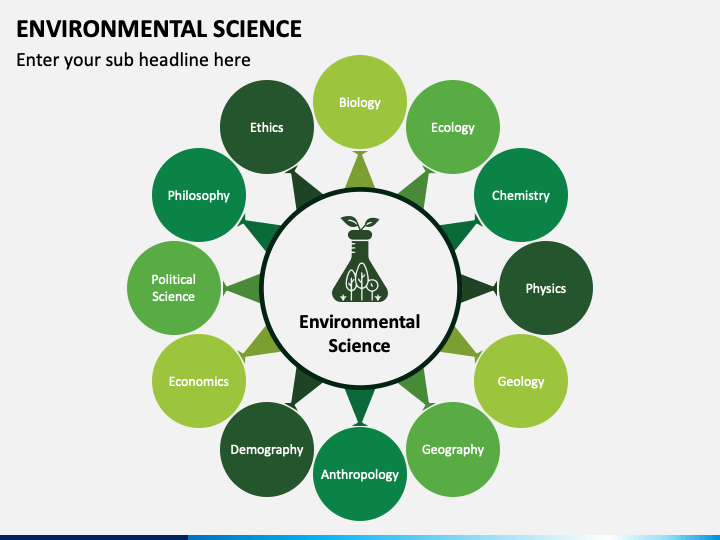 ENVIRONMENTAL SCIENCE
Enter your sub headline here
Biology
Ecology
Chemistry
Physics
Geology
Geography
Anthropology
Demography
Economics
Political
Science
Philosophy
Ethics
Environmental
Science